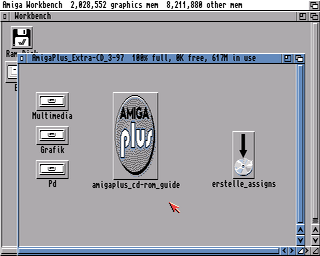 Amiga Workbench 2,028,552 graphics mem 8,211,880 other mem
Workbench
Ram Disk
AmigaPlus_Extra-CD_3-97 100% full, 0K free, 617M in use
Multimedia
Grafik
Pd
AMIGA
plus
amigaplus_cd-rom_guide
erstelle_assigns